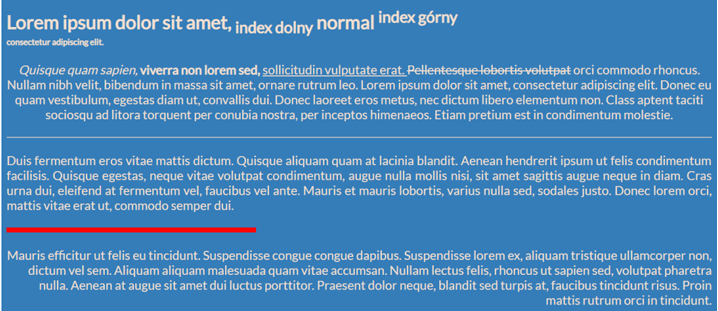 Lorem ipsum dolor sit amet, index dolny normal index górny
consectetur adipiscing elit.
Quisque quam sapien, viverra non lorem sed, sollicitudin vulputate erat. Pellentesque lobortis volutpat orci commodo rhoncus.
Nullam nibh velit, bibendum in massa sit amet, ornare rutrum leo. Lorem ipsum dolor sit amet, consectetur adipiscing elit. Donec eu
quam vestibulum, egestas diam ut, convallis dui. Donec laoreet eros metus, nec dictum libero elementum non. Class aptent taciti
sociosqu ad litora torquent per conubia nostra, per inceptos himenaeos. Etiam pretium est in condimentum molestie.
Duis fermentum eros vitae mattis dictum. Quisque aliquam quam at lacinia blandit. Aenean hendrerit ipsum ut felis condimentum
facilisis. Quisque egestas, neque vitae volutpat condimentum, augue nulla mollis nisi, sit amet sagittis augue neque in diam. Cras
urna dui, eleifend at fermentum vel, faucibus vel ante. Mauris et mauris lobortis, varius nulla sed, sodales justo. Donec lorem orci,
mattis vitae erat ut, commodo semper dui.
Mauris efficitur ut felis eu tincidunt. Suspendisse congue congue dapibus. Suspendisse lorem ex, aliquam tristique ullamcorper non,
dictum vel sem. Aliquam aliquam malesuada quam vitae accumsan. Nullam lectus felis, rhoncus ut sapien sed, volutpat pharetra
nulla. Aenean at augue sit amet dui luctus porttitor. Praesent dolor neque, blandit sed turpis at, faucibus tincidunt risus. Proin
mattis rutrum orci in tincidunt.